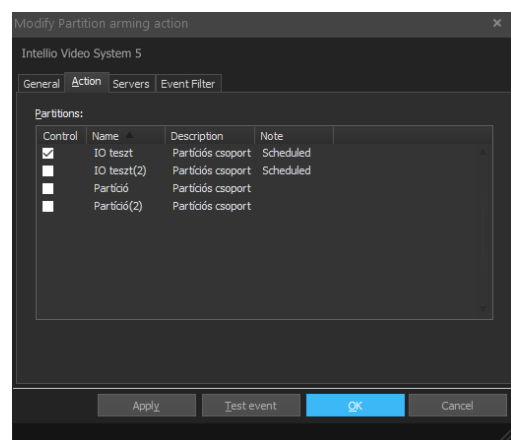 Modify Partition arming action
Intellio Video System 5
General Action Servers Event Filter
Partitions:
Control Name Description Note
IO teszt Partíciós csoport Scheduled
IO teszt(2) Partíciós csoport Scheduled
Partíció Partíciós csoport
Partíció(2) Partíciós csoport
Apply Test event OK Cancel